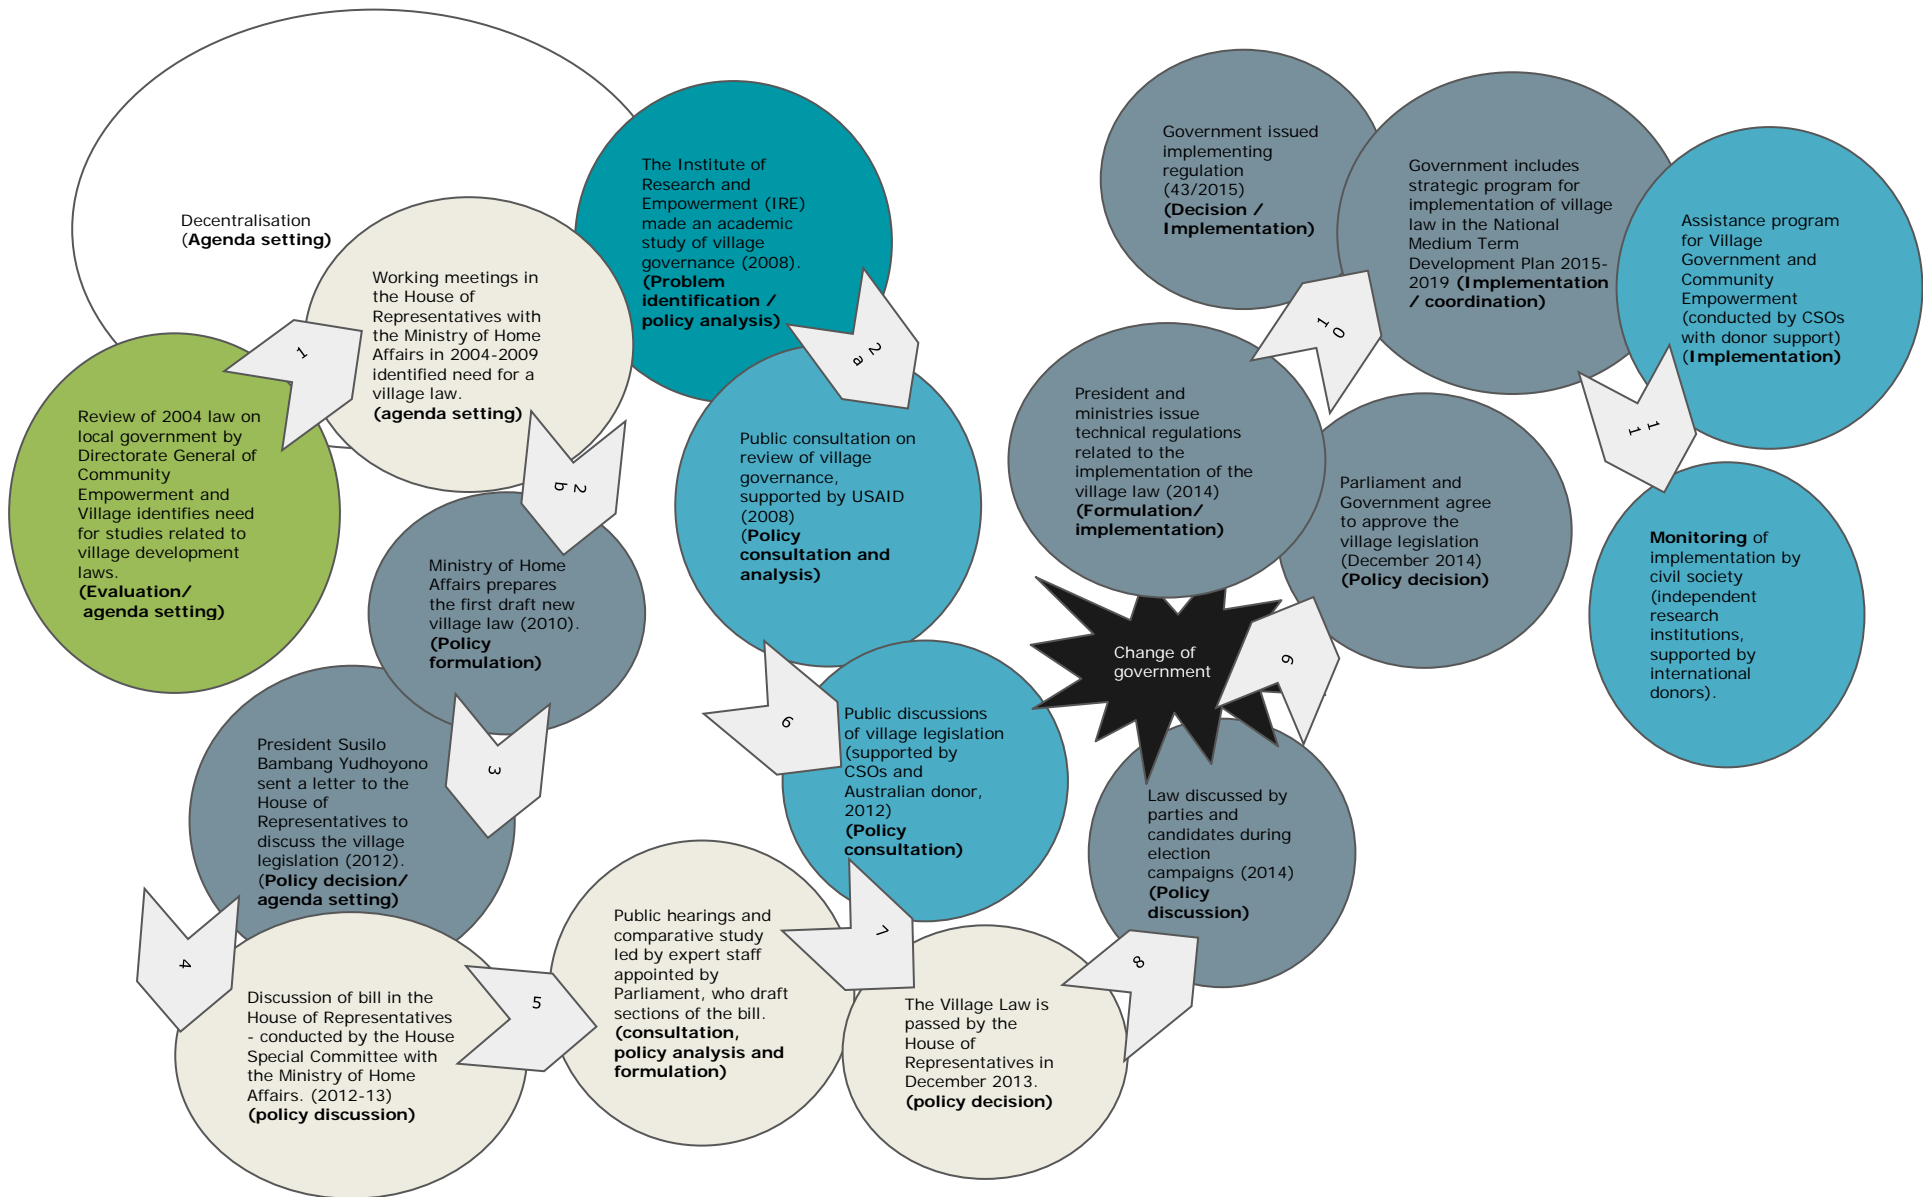 Decentralisation
(Agenda setting)
Review of 2004 law on
local government by
Directorate General of
Community
Empowerment and
Village identifies need
for studies related to
village development
laws.
(Evaluation/
agenda setting)
1
Working meetings in
the House of
Representatives with
the Ministry of Home
Affairs in 2004-2009
identified need for a
village law.
(agenda setting)
The Institute of
Research and
Empowerment (IRE)
made an academic
study of village
governance (2008).
(Problem
identification /
policy analysis)
2
a
Public consultation on
review of village
governance,
supported by USAID
(2008)
(Policy
consultation and
analysis)
2
b
Ministry of Home
Affairs prepares
the first draft new
village law (2010).
(Policy
formulation)
3
President Susilo
Bambang Yudhoyono
sent a letter to the
House of
Representatives to
discuss the village
legislation (2012).
(Policy decision/
agenda setting)
4
Discussion of bill in the
House of Representatives
- conducted by the House
Special Committee with
the Ministry of Home
Affairs. (2012-13)
(policy discussion)
5
Public hearings and
comparative study
led by expert staff
appointed by
Parliament, who draft
sections of the bill.
(consultation,
policy analysis and
formulation)
6
Public discussions
of village legislation
(supported by
CSOs and
Australian donor,
2012)
(Policy
consultation)
7
The Village Law is
passed by the
House of
Representatives in
December 2013.
(policy decision)
8
Law discussed by
parties and
candidates during
election
campaigns (2014)
(Policy
discussion)
Change of
government
9
Parliament and
Government agree
to approve the
village legislation
(December 2014)
(Policy decision)
President and
ministries issue
technical regulations
related to the
implementation of the
village law (2014)
(Formulation/
implementation)
10
Government issued
implementing
regulation
(43/2015)
(Decision /
Implementation)
Government includes
strategic program for
implementation of village
law in the National
Medium Term
Development Plan 2015-
2019 (Implementation
/ coordination)
Assistance program
for Village
Government and
Community
Empowerment
(conducted by CSOs
with donor support)
(Implementation)
11
Monitoring of
implementation by
civil society
(independent
research
institutions,
supported by
international
donors).